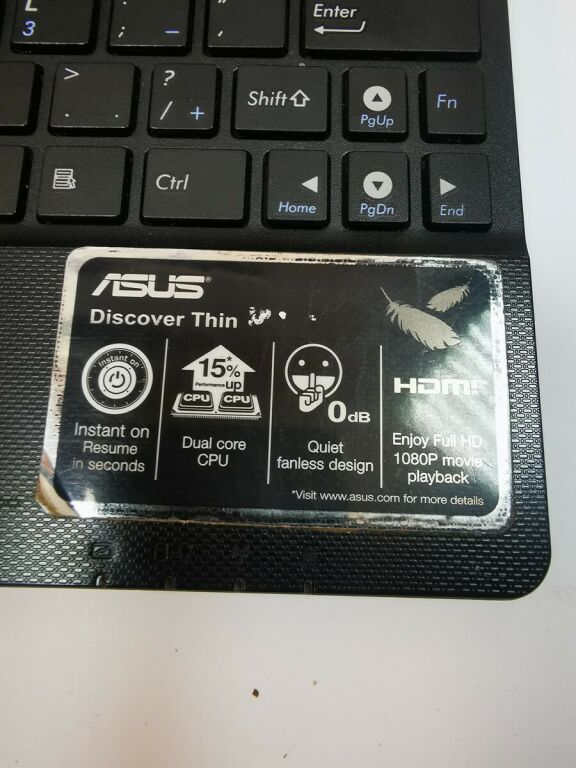 L
3
:
; -
"
,
Enter
>
.
?
/ +
Shift
PgUp
Fn
Ctrl
Home
PgDn
End
ASUS®
Discover Thin
Instant on
Instant on
Resume
in seconds
15%*
Performance up
CPU CPU
Dual core
CPU
0dB
Quiet
fanless design
HDMI
Enjoy Full HD
1080P movie
playback
*Visit www.asus.com for more details